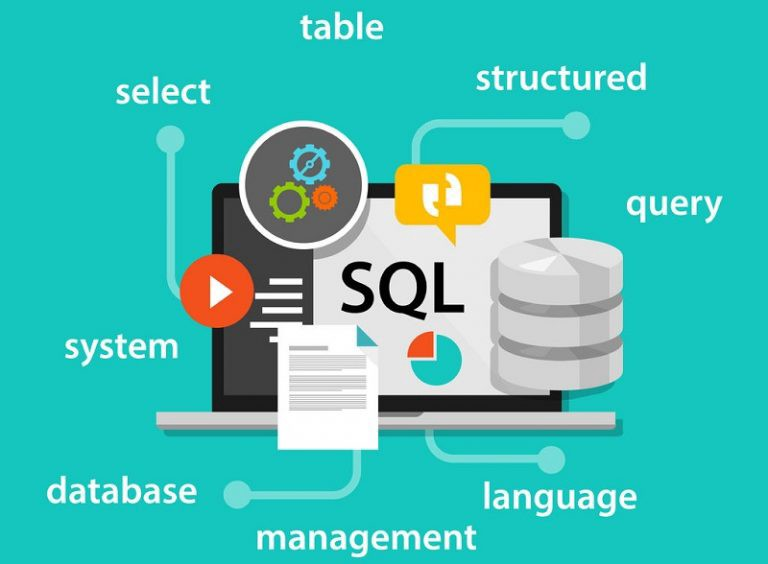 table
structured
select
query
SQL
system
database
language
management